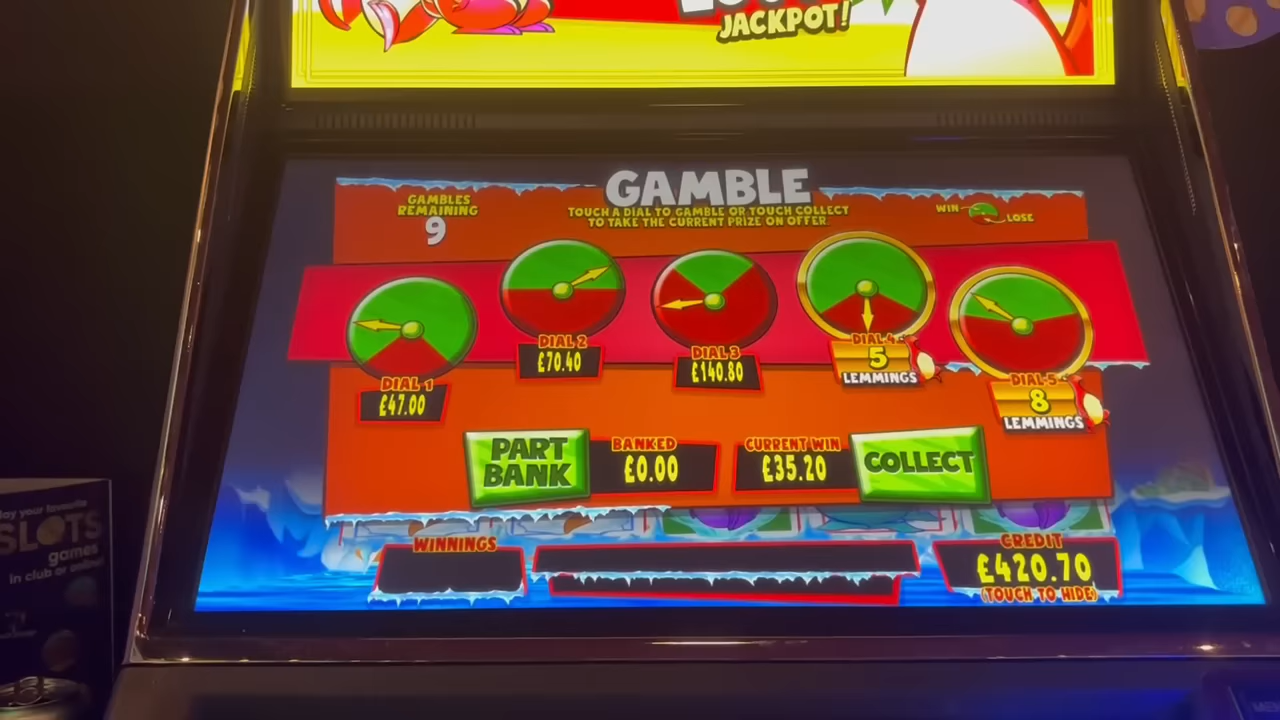 JACKPOT!
GAMBLE
GAMBLES
REMAINING
9
TOUCH A DIAL TO GAMBLE OR TOUCH COLLECT
TO TAKE THE CURRENT PRIZE ON OFFER
WIN
LOSE
DIAL 1
£47.00
DIAL 2
£70.40
DIAL 3
£140.80
DIAL 4
5
LEMMINGS
DIAL 5
8
LEMMINGS
PART
BANK
BANKED
£0.00
CURRENT WIN
£35.20
COLLECT
WINNINGS
CREDIT
£420.70
(TOUCH TO HIDE)
your favourite
SLOTS
games
in club or online!